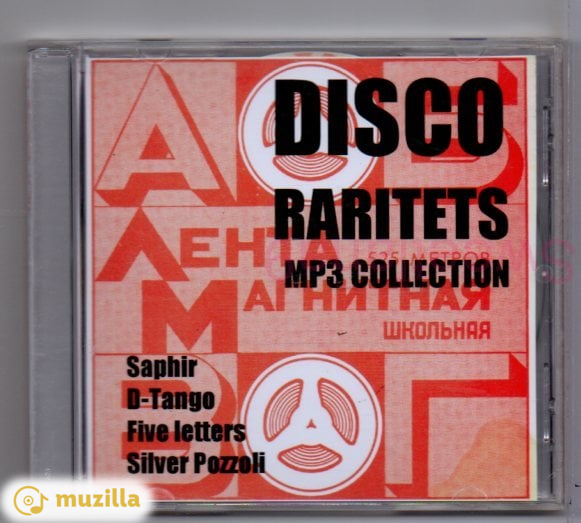 DISCO
RARITETS
MP3 COLLECTION
А Б
ЛЕНТА
525 МЕТРОВ
МАГНИТНАЯ
ШКОЛЬНАЯ
В Г
Saphir
D-Tango
Five letters
Silver Pozzoli
muzilla